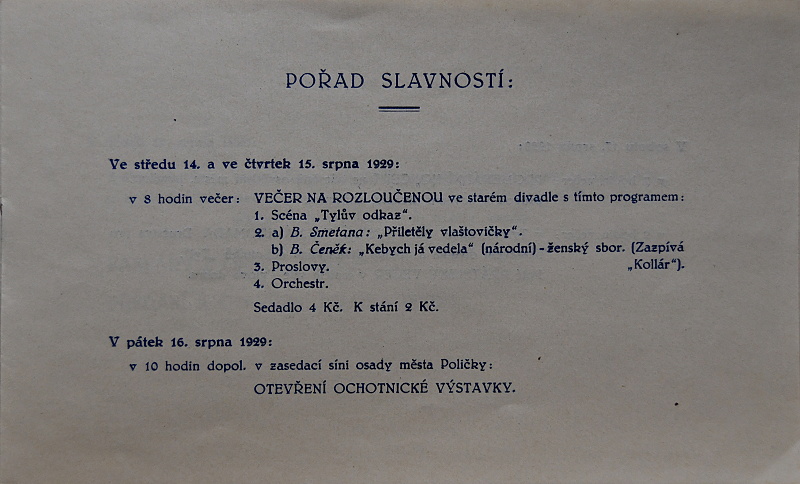 POŘAD SLAVNOSTÍ:
Ve středu 14. a ve čtvrtek 15. srpna 1929:
v 8 hodin večer: VEČER NA ROZLOUČENOU ve starém divadle s tímto programem:
1. Scéna „Tylův odkaz“.
2. a) B. Smetana: „Přiletěly vlaštovičky“.
b) B. Čeněk: „Kebych já vedela“ (národní) - ženský sbor. (Zazpívá
3. Proslovy. „Kollár“).
4. Orchestr.
Sedadlo 4 Kč. K stání 2 Kč.
V pátek 16. srpna 1929:
v 10 hodin dopol. v zasedací síni osady města Poličky:
OTEVŘENÍ OCHOTNICKÉ VÝSTAVKY.